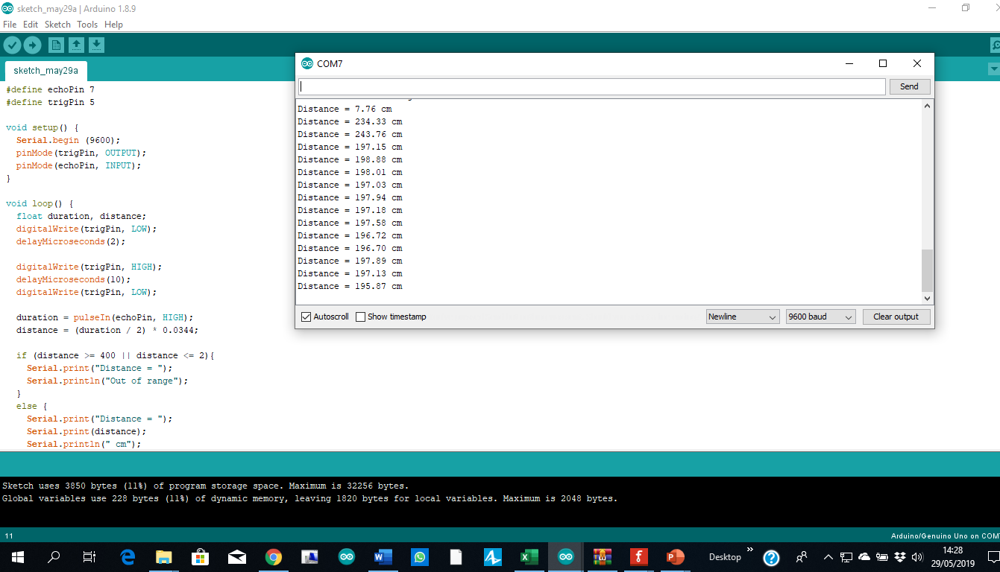 sketch_may29a | Arduino 1.8.9
File Edit Sketch Tools Help
sketch_may29a
#define echoPin 7
#define trigPin 5
void setup() {
Serial.begin (9600);
pinMode(trigPin, OUTPUT);
pinMode(echoPin, INPUT);
}
void loop() {
float duration, distance;
digitalWrite(trigPin, LOW);
delayMicroseconds(2);
digitalWrite(trigPin, HIGH);
delayMicroseconds(10);
digitalWrite(trigPin, LOW);
duration = pulseIn(echoPin, HIGH);
distance = (duration / 2) * 0.0344;
if (distance >= 400 || distance <= 2){
Serial.print("Distance = ");
Serial.println("Out of range");
}
else {
Serial.print("Distance = ");
Serial.print(distance);
Serial.println(" cm");
COM7
Send
Distance = 7.76 cm
Distance = 234.33 cm
Distance = 243.76 cm
Distance = 197.15 cm
Distance = 198.88 cm
Distance = 198.01 cm
Distance = 197.03 cm
Distance = 197.94 cm
Distance = 197.18 cm
Distance = 197.58 cm
Distance = 196.72 cm
Distance = 196.70 cm
Distance = 197.89 cm
Distance = 197.13 cm
Distance = 195.87 cm
Autoscroll Show timestamp Newline 9600 baud Clear output
Sketch uses 3850 bytes (11%) of program storage space. Maximum is 32256 bytes.
Global variables use 228 bytes (11%) of dynamic memory, leaving 1820 bytes for local variables. Maximum is 2048 bytes.
11 Arduino/Genuino Uno on COM
Desktop
14:28
29/05/2019